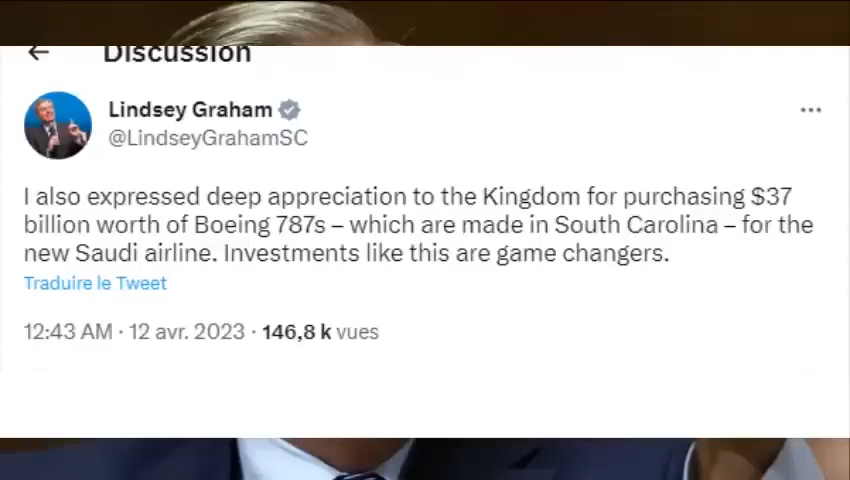 Discussion
Lindsey Graham
@LindseyGrahamSC
I also expressed deep appreciation to the Kingdom for purchasing $37
billion worth of Boeing 787s – which are made in South Carolina – for the
new Saudi airline. Investments like this are game changers.
Traduire le Tweet
12:43 AM · 12 avr. 2023 · 146,8 k vues